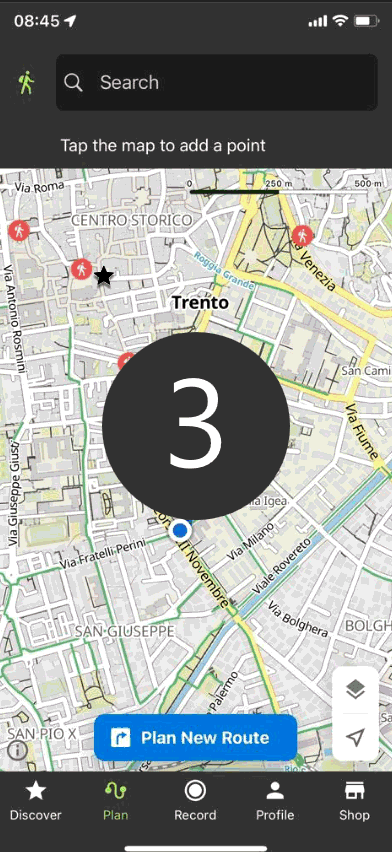 08:45
Search
Tap the map to add a point
0 250 m 500 m
Via Roma
CENTRO STORICO
Via Venezia
Roggia Grande
Via Antonio Rosmini
Trento
San Cami
Via Fiume
3
Via Giuseppe Giusti
a Igea
Via Milano
Via Fratelli Perini
Corso III Novembre
Viale Rovereto
SAN GIUSEPPE
Via Bolghera
BOLGH
Palermo
SAN PIO X
Plan New Route
Discover Plan Record Profile Shop